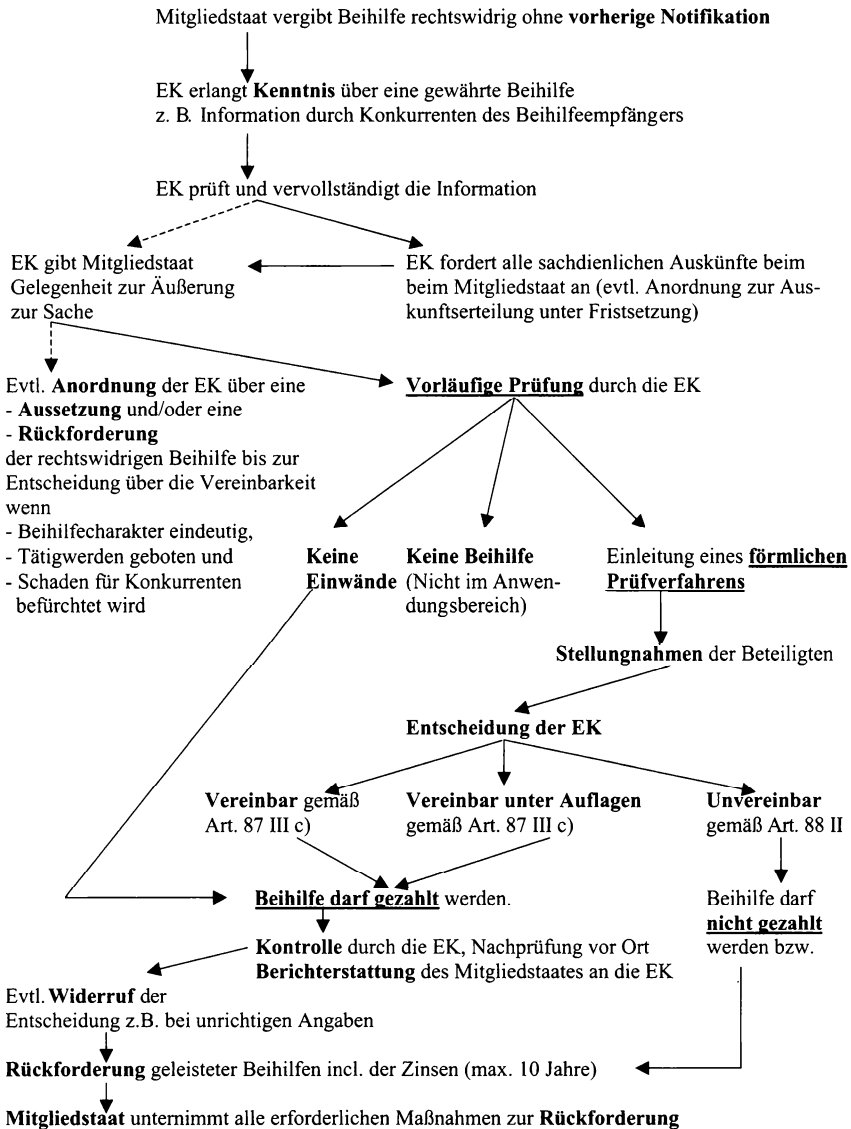 Mitgliedstaat vergibt Beihilfe rechtswidrig ohne vorherige Notifikation
EK erlangt Kenntnis über eine gewährte Beihilfe
z. B. Information durch Konkurrenten des Beihilfeempfängers
EK prüft und vervollständigt die Information
EK gibt Mitgliedstaat
Gelegenheit zur Äußerung
zur Sache
EK fordert alle sachdienlichen Auskünfte beim
beim Mitgliedstaat an (evtl. Anordnung zur Aus-
kunftserteilung unter Fristsetzung)
Evtl. Anordnung der EK über eine
- Aussetzung und/oder eine
- Rückforderung
der rechtswidrigen Beihilfe bis zur
Entscheidung über die Vereinbarkeit
wenn
- Beihilfecharakter eindeutig,
- Tätigwerden geboten und
- Schaden für Konkurrenten
befürchtet wird
Vorläufige Prüfung durch die EK
Keine
Einwände
Keine Beihilfe
(Nicht im Anwen-
dungsbereich)
Einleitung eines förmlichen
Prüfverfahrens
Stellungnahmen der Beteiligten
Entscheidung der EK
Vereinbar gemäß
Art. 87 III c)
Vereinbar unter Auflagen
gemäß Art. 87 III c)
Unvereinbar
gemäß Art. 88 II
Beihilfe darf gezahlt werden.
Beihilfe darf
nicht gezahlt
werden bzw.
Kontrolle durch die EK, Nachprüfung vor Ort
Berichterstattung des Mitgliedstaates an die EK
Evtl. Widerruf der
Entscheidung z.B. bei unrichtigen Angaben
Rückforderung geleisteter Beihilfen incl. der Zinsen (max. 10 Jahre)
Mitgliedstaat unternimmt alle erforderlichen Maßnahmen zur Rückforderung